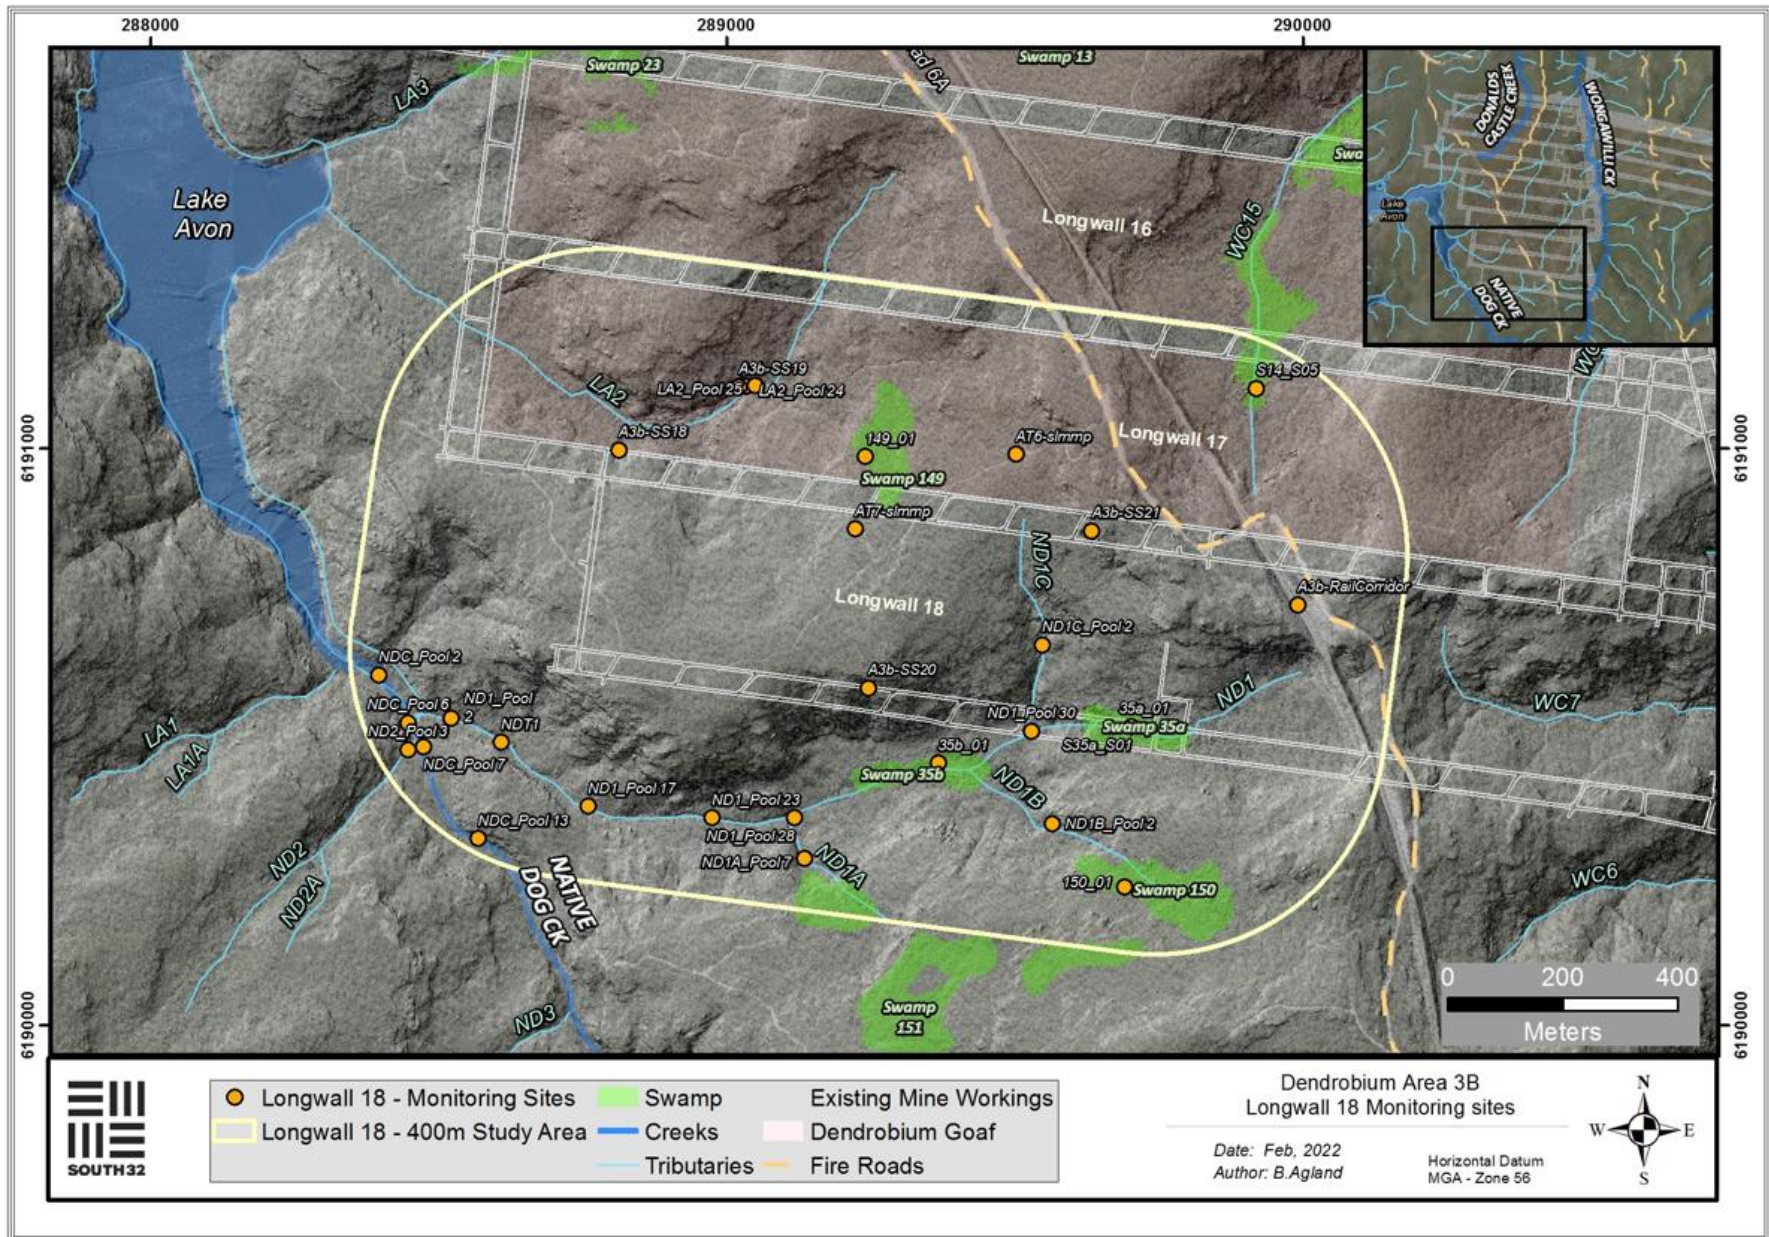 288000
289000
290000
6191000
6190000
6191000
6190000
Swamp 23
Swamp 13
ad 6A
LA3
Swa
Lake
Avon
Longwall 16
WC15
DONALDS
CASTLE CREEK
WONGAWILLI CK
Lake
Avon
NATIVE
DOG CK
A3b-SS19
LA2_Pool 25
LA2_Pool 24
LA2
S14_S05
A3b-SS18
149_01
AT6-slmmp
Longwall 17
Swamp 149
AT7-slmmp
A3b-SS21
ND1C
Longwall 18
A3b-RailCorridor
ND1C_Pool 2
NDC_Pool 2
A3b-SS20
ND1
WC7
NDC_Pool 6
ND1_Pool
2
NDT1
ND1_Pool 30
35a_01
Swamp 35a
LA1
LA1A
ND2_Pool 3
NDC_Pool 7
35b_01
S35a_S01
Swamp 35b
ND1B
ND1_Pool 17
ND1_Pool 23
NDC_Pool 13
ND1_Pool 28
ND1B_Pool 2
ND1A_Pool 7
ND1A
ND2
ND2A
NATIVE
DOG CK
150_01
Swamp 150
WC6
Swamp
151
ND3
0 200 400
Meters
SOUTH32
Longwall 18 - Monitoring Sites
Longwall 18 - 400m Study Area
Swamp
Creeks
Tributaries
Existing Mine Workings
Dendrobium Goaf
Fire Roads
Dendrobium Area 3B
Longwall 18 Monitoring sites
Date: Feb, 2022
Author: B.Agland
Horizontal Datum
MGA - Zone 56
N
W E
S